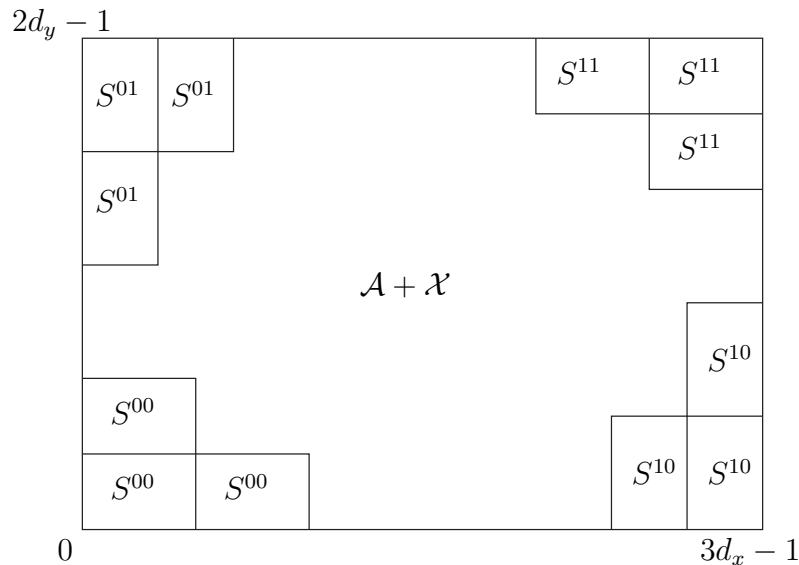 2d_y − 1
S^{01} S^{01} S^{11} S^{11}
S^{11}
S^{01}
𝒜 + 𝒳
S^{10}
S^{00}
S^{00} S^{00} S^{10} S^{10}
0 3d_x − 1